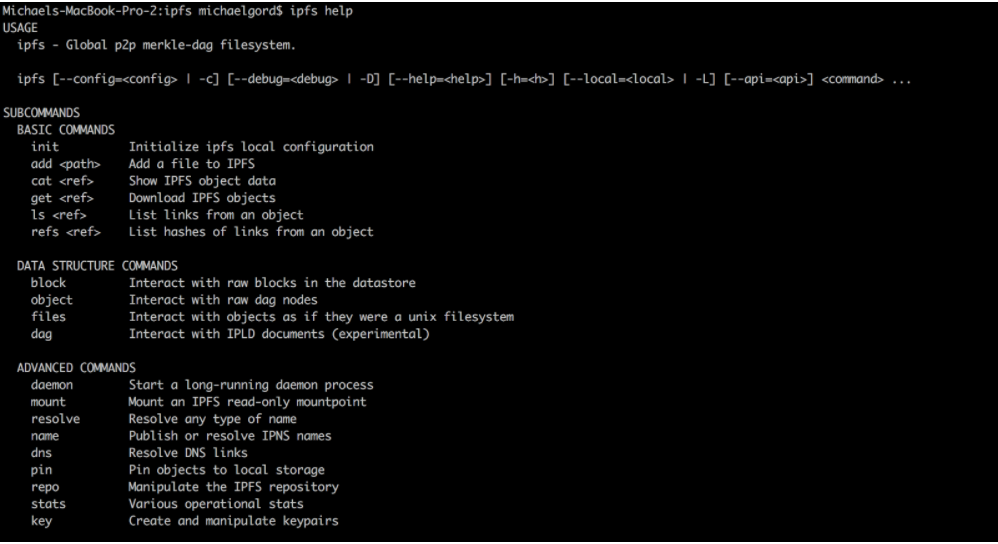 Michaels-MacBook-Pro-2:ipfs michaelgord$ ipfs help
USAGE
  ipfs - Global p2p merkle-dag filesystem.

  ipfs [--config=<config> | -c] [--debug=<debug> | -D] [--help=<help>] [-h=<h>] [--local=<local> | -L] [--api=<api>] <command> ...

SUBCOMMANDS
  BASIC COMMANDS
    init          Initialize ipfs local configuration
    add <path>    Add a file to IPFS
    cat <ref>     Show IPFS object data
    get <ref>     Download IPFS objects
    ls <ref>      List links from an object
    refs <ref>    List hashes of links from an object

  DATA STRUCTURE COMMANDS
    block         Interact with raw blocks in the datastore
    object        Interact with raw dag nodes
    files         Interact with objects as if they were a unix filesystem
    dag           Interact with IPLD documents (experimental)

  ADVANCED COMMANDS
    daemon        Start a long-running daemon process
    mount         Mount an IPFS read-only mountpoint
    resolve       Resolve any type of name
    name          Publish or resolve IPNS names
    dns           Resolve DNS links
    pin           Pin objects to local storage
    repo          Manipulate the IPFS repository
    stats         Various operational stats
    key           Create and manipulate keypairs